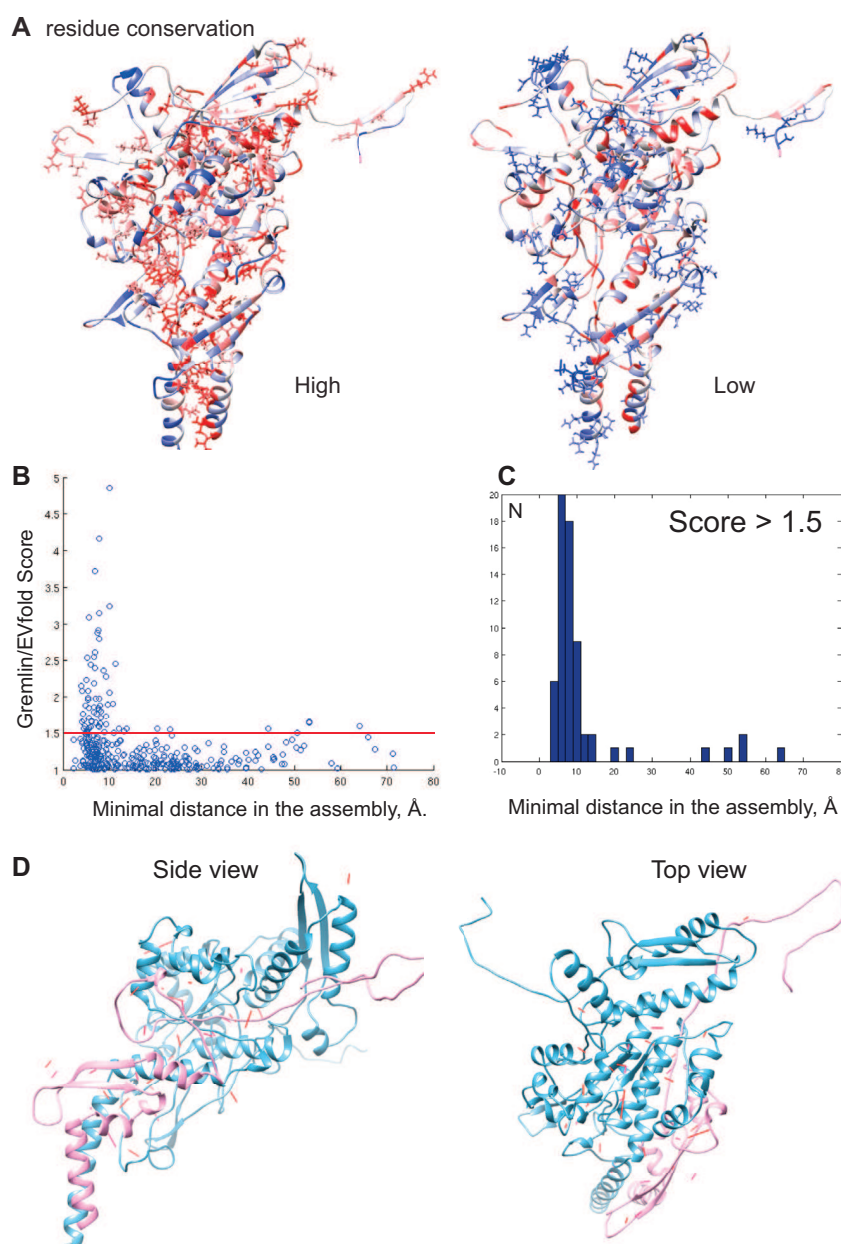 A residue conservation
High
Low
B
5
4.5
4
3.5
3
2.5
2
1.5
1
0 10 20 30 40 50 60 70 80
Gremlin/EVfold Score
Minimal distance in the assembly, Å.
C
N
Score > 1.5
20
18
16
14
12
10
8
6
4
2
0
-10 0 10 20 30 40 50 60 70 80
Minimal distance in the assembly, Å
D
Side view
Top view